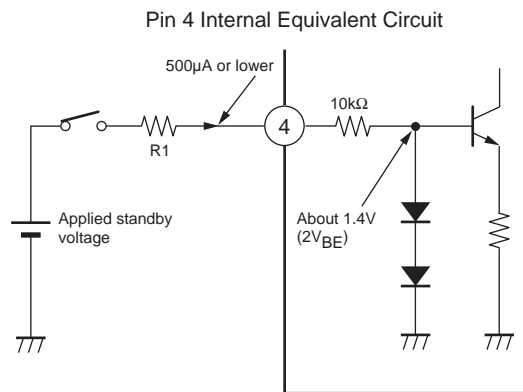 Pin 4 Internal Equivalent Circuit
500μA or lower
10kΩ
4
R1
Applied standby
voltage
About 1.4V
(2VBE)